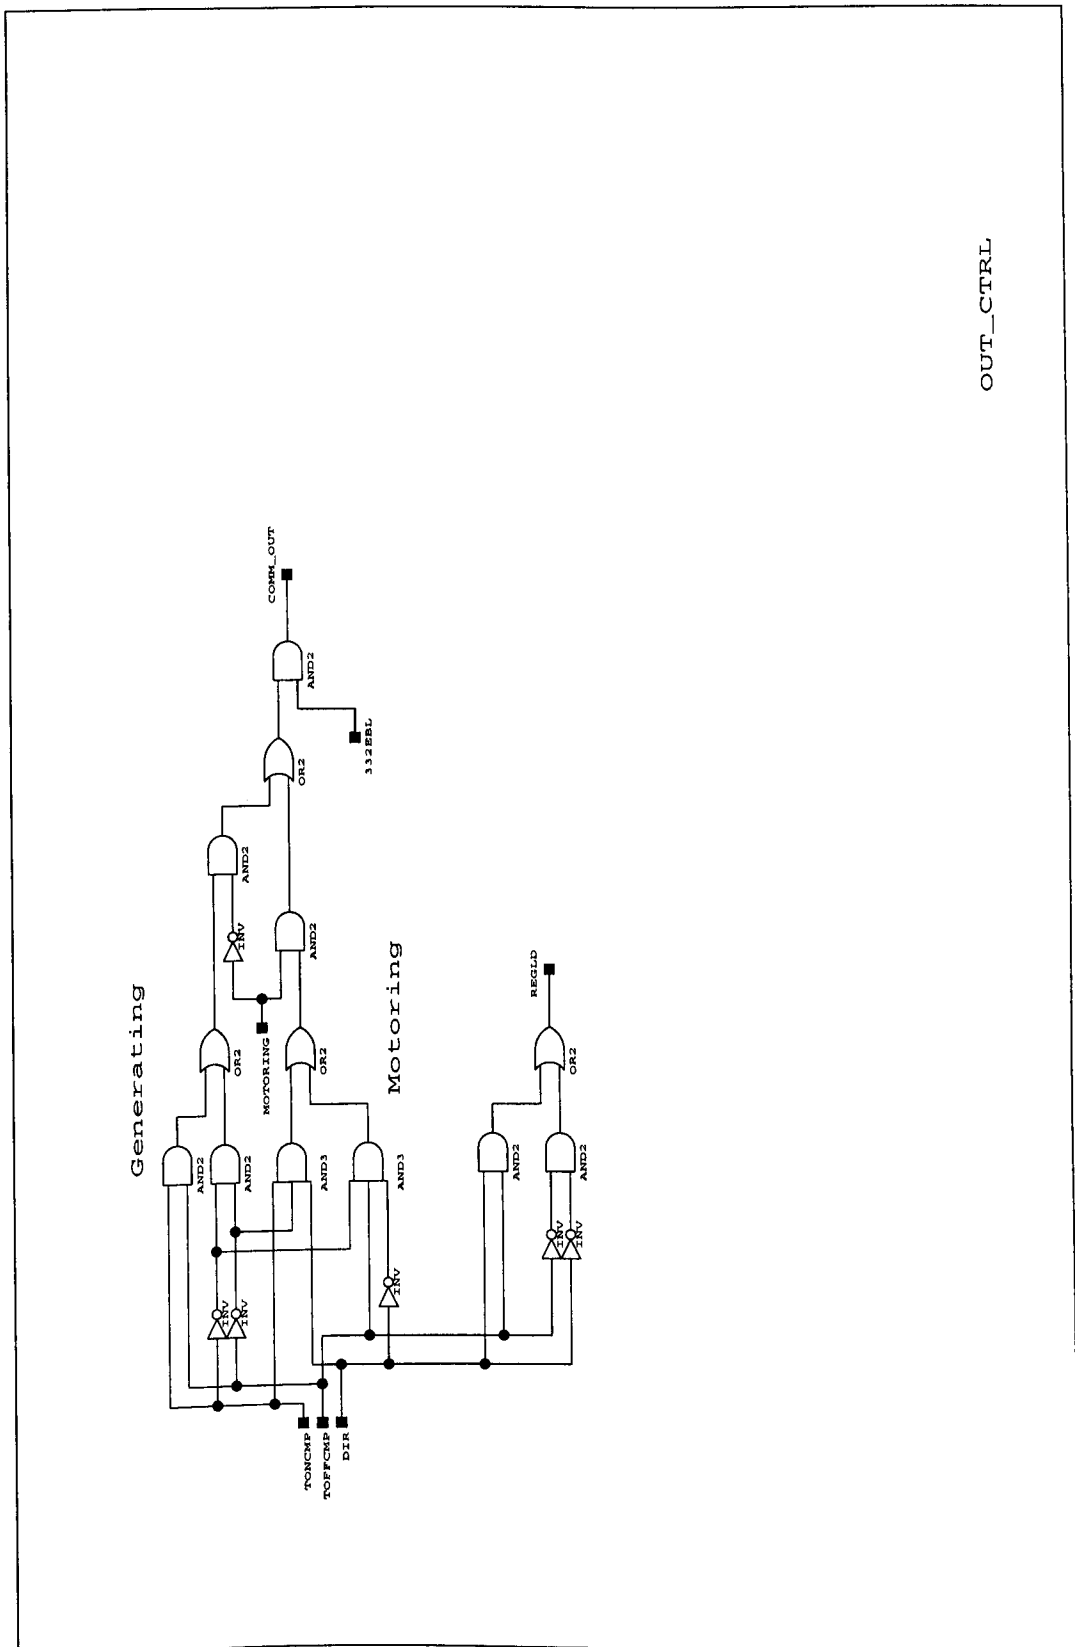 Generating
AND2
AND2
AND2
INV
INV
INV
OR2
MOTORING
AND3
OR2
AND2
OR2
AND2
COMM_OUT
332EBL
AND3
INV
Motoring
TONCMP
TOFFCMP
DIR
AND2
INV
INV
AND2
OR2
REGLD
OUT_CTRL